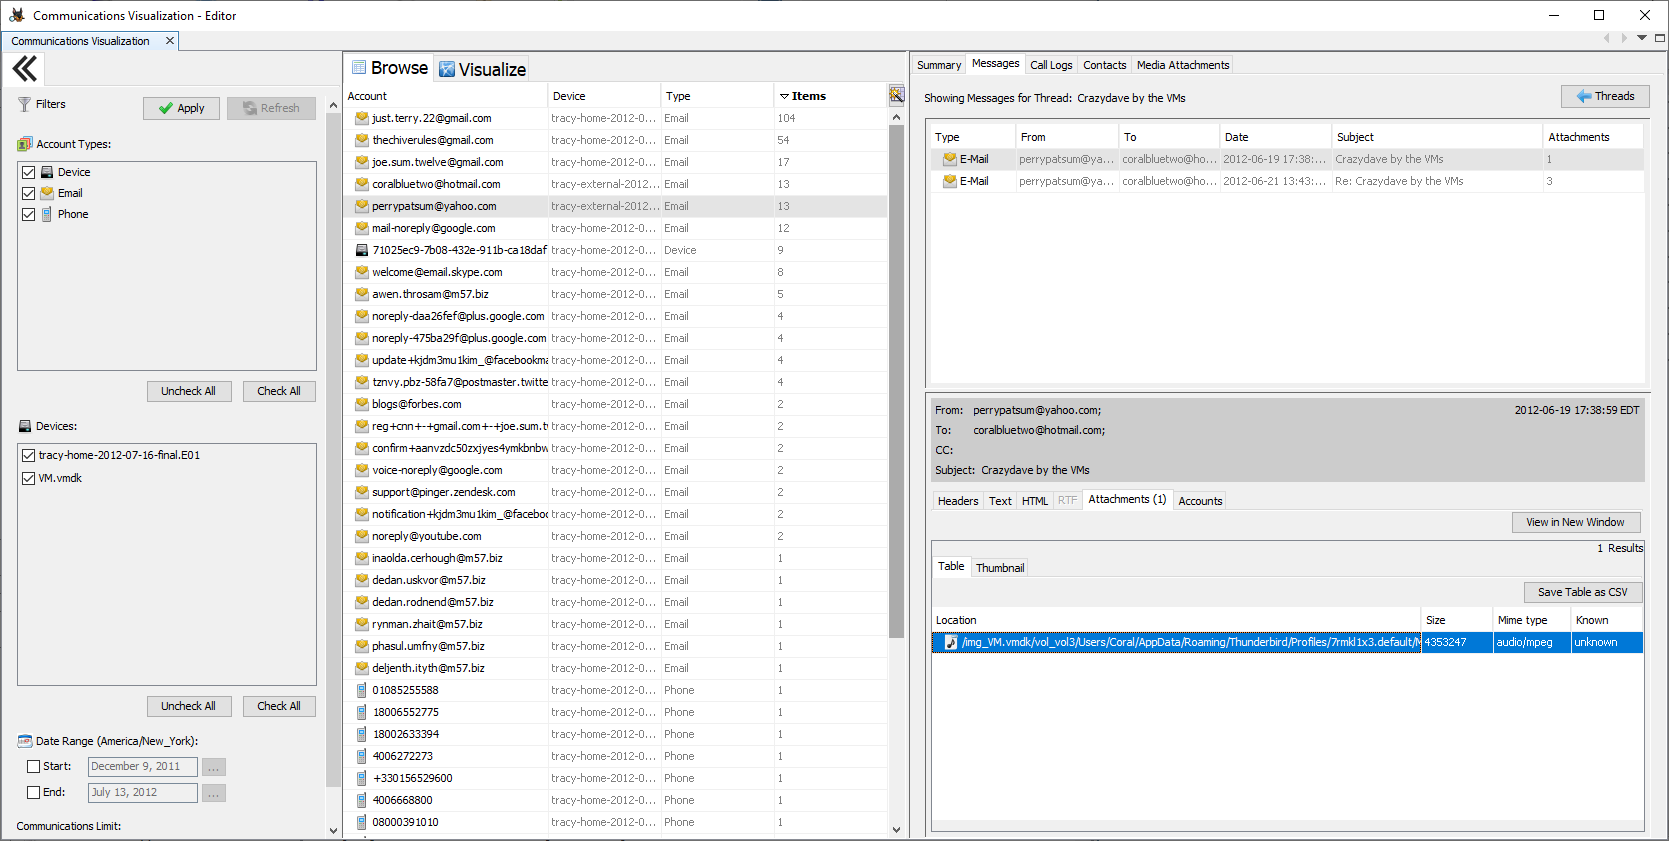 Communications Visualization - Editor
Communications Visualization
Filters
Apply
Refresh
Account Types:
Device
Email
Phone
Uncheck All
Check All
Devices:
tracy-home-2012-07-16-final.E01
VM.vmdk
Uncheck All
Check All
Date Range (America/New_York):
Start: December 9, 2011 ...
End: July 13, 2012 ...
Communications Limit:
Browse
Visualize
Account Device Type Items
just.terry.22@gmail.com tracy-home-2012-0... Email 104
thechiverules@gmail.com tracy-home-2012-0... Email 54
joe.sum.twelve@gmail.com tracy-home-2012-0... Email 17
coralbluetwo@hotmail.com tracy-external-2012... Email 13
perrypatsum@yahoo.com tracy-external-2012... Email 13
mail-noreply@google.com tracy-home-2012-0... Email 12
71025ec9-7b08-432e-911b-ca18daf tracy-home-2012-0... Device 9
welcome@email.skype.com tracy-home-2012-0... Email 8
awen.throsam@m57.biz tracy-home-2012-0... Email 5
noreply-daa26fef@plus.google.com tracy-home-2012-0... Email 4
noreply-475ba29f@plus.google.com tracy-home-2012-0... Email 4
update+kjdm3mu1kim_@facebookma tracy-home-2012-0... Email 4
tznvy.pbz-58fa7@postmaster.twitte tracy-home-2012-0... Email 4
blogs@forbes.com tracy-home-2012-0... Email 2
reg+cnn+-+gmail.com+-+joe.sum.t tracy-home-2012-0... Email 2
confirm+aanvzdc50zxjyes4ymkbnbw tracy-home-2012-0... Email 2
voice-noreply@google.com tracy-home-2012-0... Email 2
support@pinger.zendesk.com tracy-home-2012-0... Email 2
notification+kjdm3mu1kim_@faceboo tracy-home-2012-0... Email 2
noreply@youtube.com tracy-home-2012-0... Email 2
inaolda.cerhough@m57.biz tracy-home-2012-0... Email 1
dedan.uskvor@m57.biz tracy-home-2012-0... Email 1
dedan.rodnend@m57.biz tracy-home-2012-0... Email 1
rynman.zhait@m57.biz tracy-home-2012-0... Email 1
phasul.umfny@m57.biz tracy-home-2012-0... Email 1
deljenth.ityth@m57.biz tracy-home-2012-0... Email 1
01085255588 tracy-home-2012-0... Phone 1
18006552775 tracy-home-2012-0... Phone 1
18002633394 tracy-home-2012-0... Phone 1
4006272273 tracy-home-2012-0... Phone 1
+330156529600 tracy-home-2012-0... Phone 1
4006668800 tracy-home-2012-0... Phone 1
08000391010 tracy-home-2012-0... Phone 1
Summary Messages Call Logs Contacts Media Attachments
Showing Messages for Thread: Crazydave by the VMs
Threads
Type From To Date Subject Attachments
E-Mail perrypatsum@ya... coralbluetwo@ho... 2012-06-19 17:38:... Crazydave by the VMs 1
E-Mail perrypatsum@ya... coralbluetwo@ho... 2012-06-21 13:43:... Re: Crazydave by the VMs 3
From: perrypatsum@yahoo.com; 2012-06-19 17:38:59 EDT
To: coralbluetwo@hotmail.com;
CC:
Subject: Crazydave by the VMs
Headers Text HTML RTF Attachments (1) Accounts
View in New Window
1 Results
Table Thumbnail
Save Table as CSV
Location Size Mime type Known
/img_VM.vmdk/vol_vol3/Users/Coral/AppData/Roaming/Thunderbird/Profiles/7rmkl1x3.default/M 4353247 audio/mpeg unknown